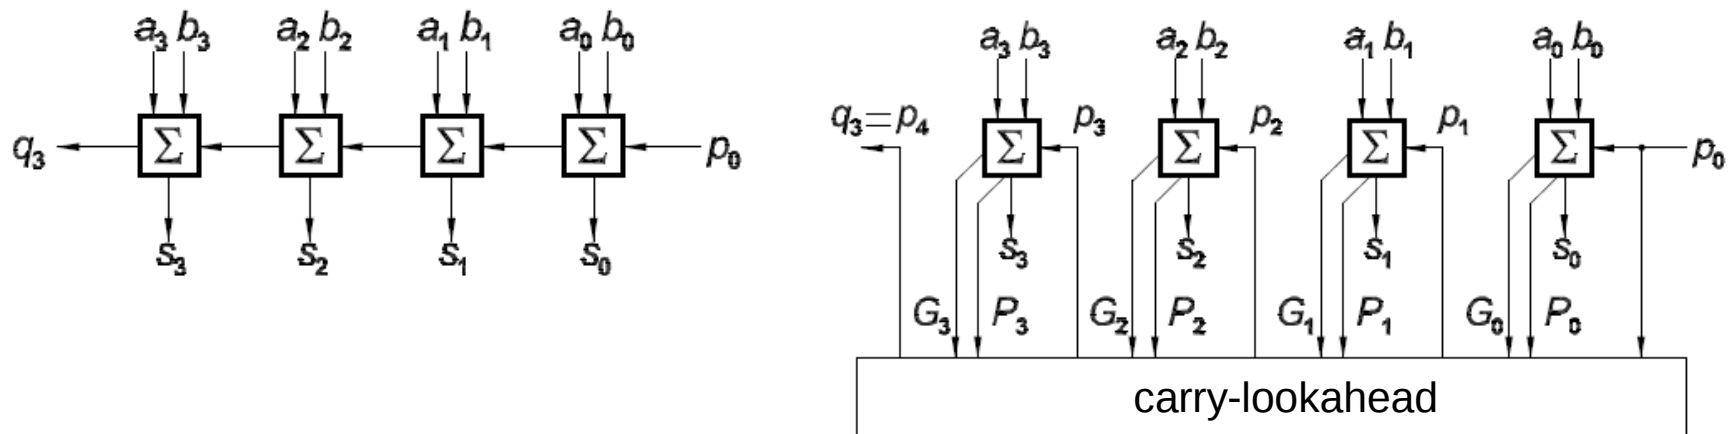 a₃ b₃ a₂ b₂ a₁ b₁ a₀ b₀
q₃ Σ Σ Σ Σ p₀
s₃ s₂ s₁ s₀
a₃ b₃ a₂ b₂ a₁ b₁ a₀ b₀
q₃=p₄ Σ p₃ Σ p₂ Σ p₁ Σ p₀
s₃ s₂ s₁ s₀
G₃ P₃ G₂ P₂ G₁ P₁ G₀ P₀
carry-lookahead